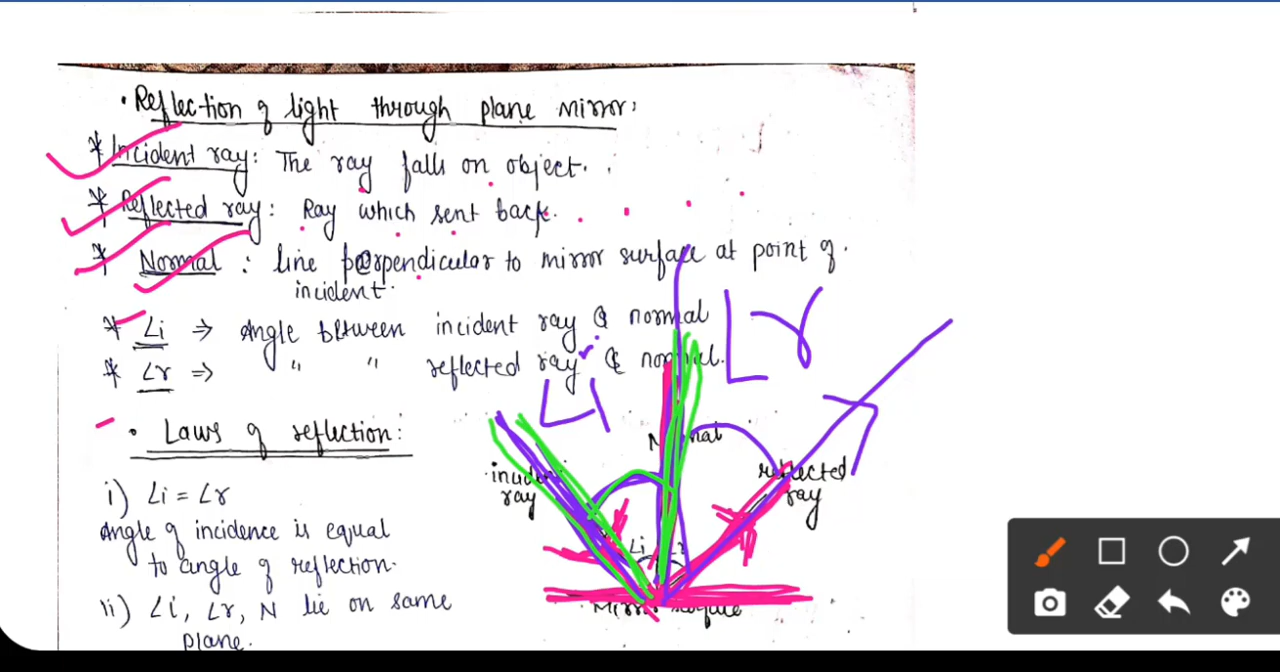 • Reflection of light through plane mirror:
* Incident ray: The ray falls on object.
* Reflected ray: Ray which sent back.
* Normal : line perpendicular to mirror surface at point of
incident.
* ∠i ⇒ Angle between incident ray & normal
* ∠r ⇒ " " reflected ray & normal.
∠i
∠r
• Laws of reflection:
i) ∠i = ∠r
Angle of incidence is equal
to angle of reflection.
ii) ∠i, ∠r, N lie on same
plane.
Normal
incident
ray
reflected
ray
∠i ∠r